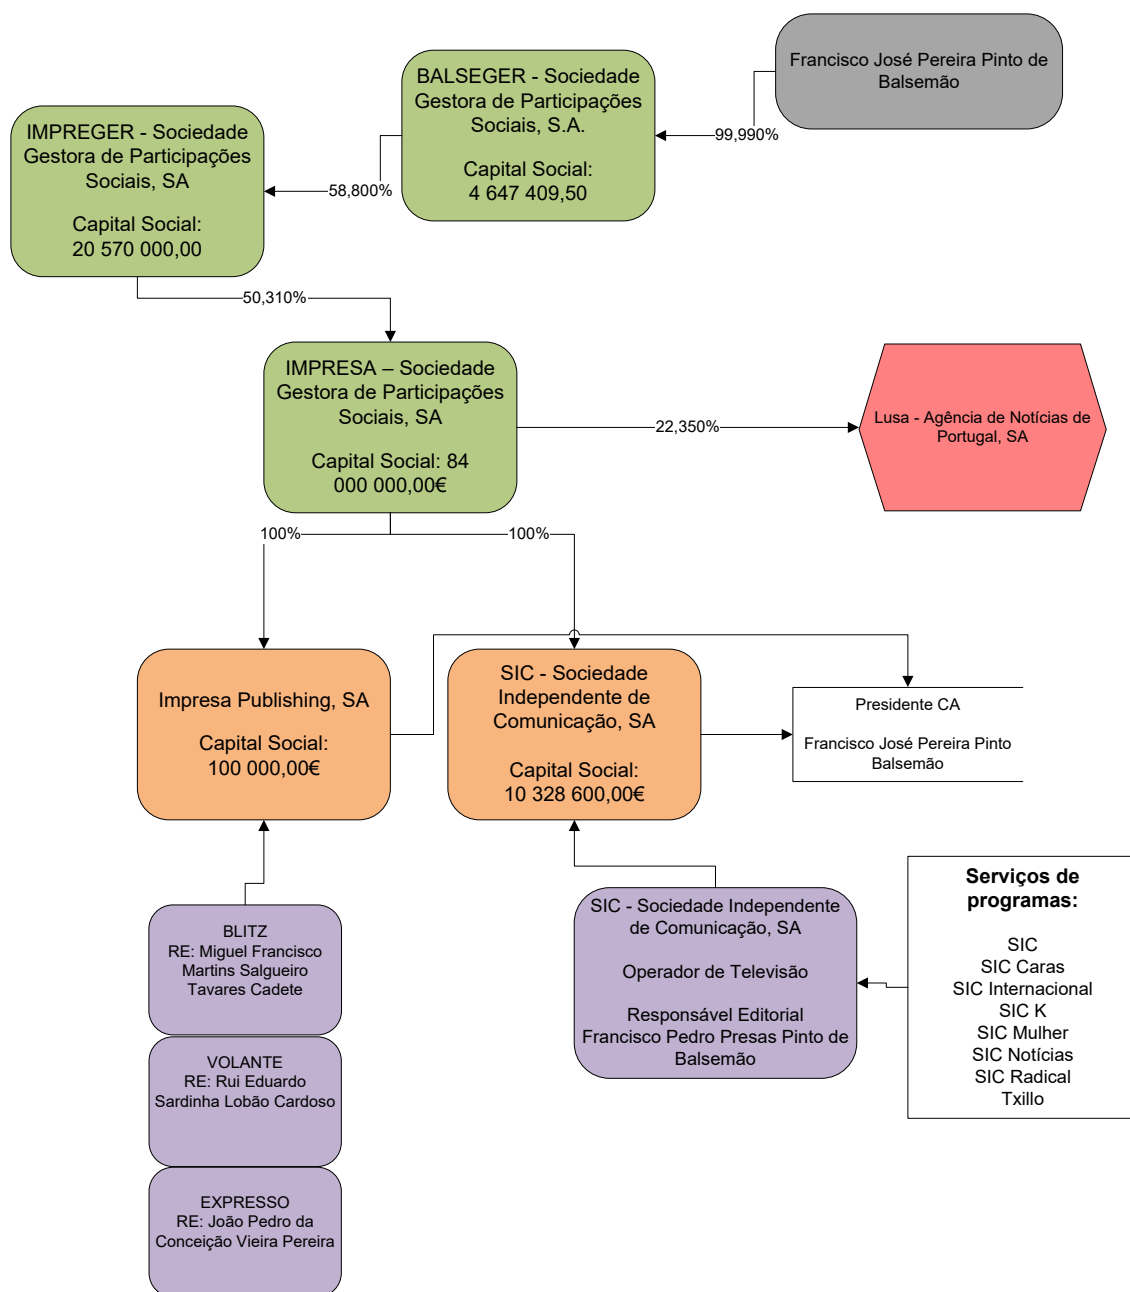 Francisco José Pereira Pinto de
Balsemão
99,990%
BALSEGER - Sociedade
Gestora de Participações
Sociais, S.A.
Capital Social:
4 647 409,50
58,800%
IMPREGER - Sociedade
Gestora de Participações
Sociais, SA
Capital Social:
20 570 000,00
50,310%
IMPRESA – Sociedade
Gestora de Participações
Sociais, SA
Capital Social: 84
000 000,00€
22,350%
Lusa - Agência de Notícias de
Portugal, SA
100%
100%
Impresa Publishing, SA
Capital Social:
100 000,00€
SIC - Sociedade
Independente de
Comunicação, SA
Capital Social:
10 328 600,00€
Presidente CA
Francisco José Pereira Pinto
Balsemão
BLITZ
RE: Miguel Francisco
Martins Salgueiro
Tavares Cadete
VOLANTE
RE: Rui Eduardo
Sardinha Lobão Cardoso
EXPRESSO
RE: João Pedro da
Conceição Vieira Pereira
SIC - Sociedade Independente
de Comunicação, SA
Operador de Televisão
Responsável Editorial
Francisco Pedro Presas Pinto de
Balsemão
Serviços de
programas:
SIC
SIC Caras
SIC Internacional
SIC K
SIC Mulher
SIC Notícias
SIC Radical
Txillo